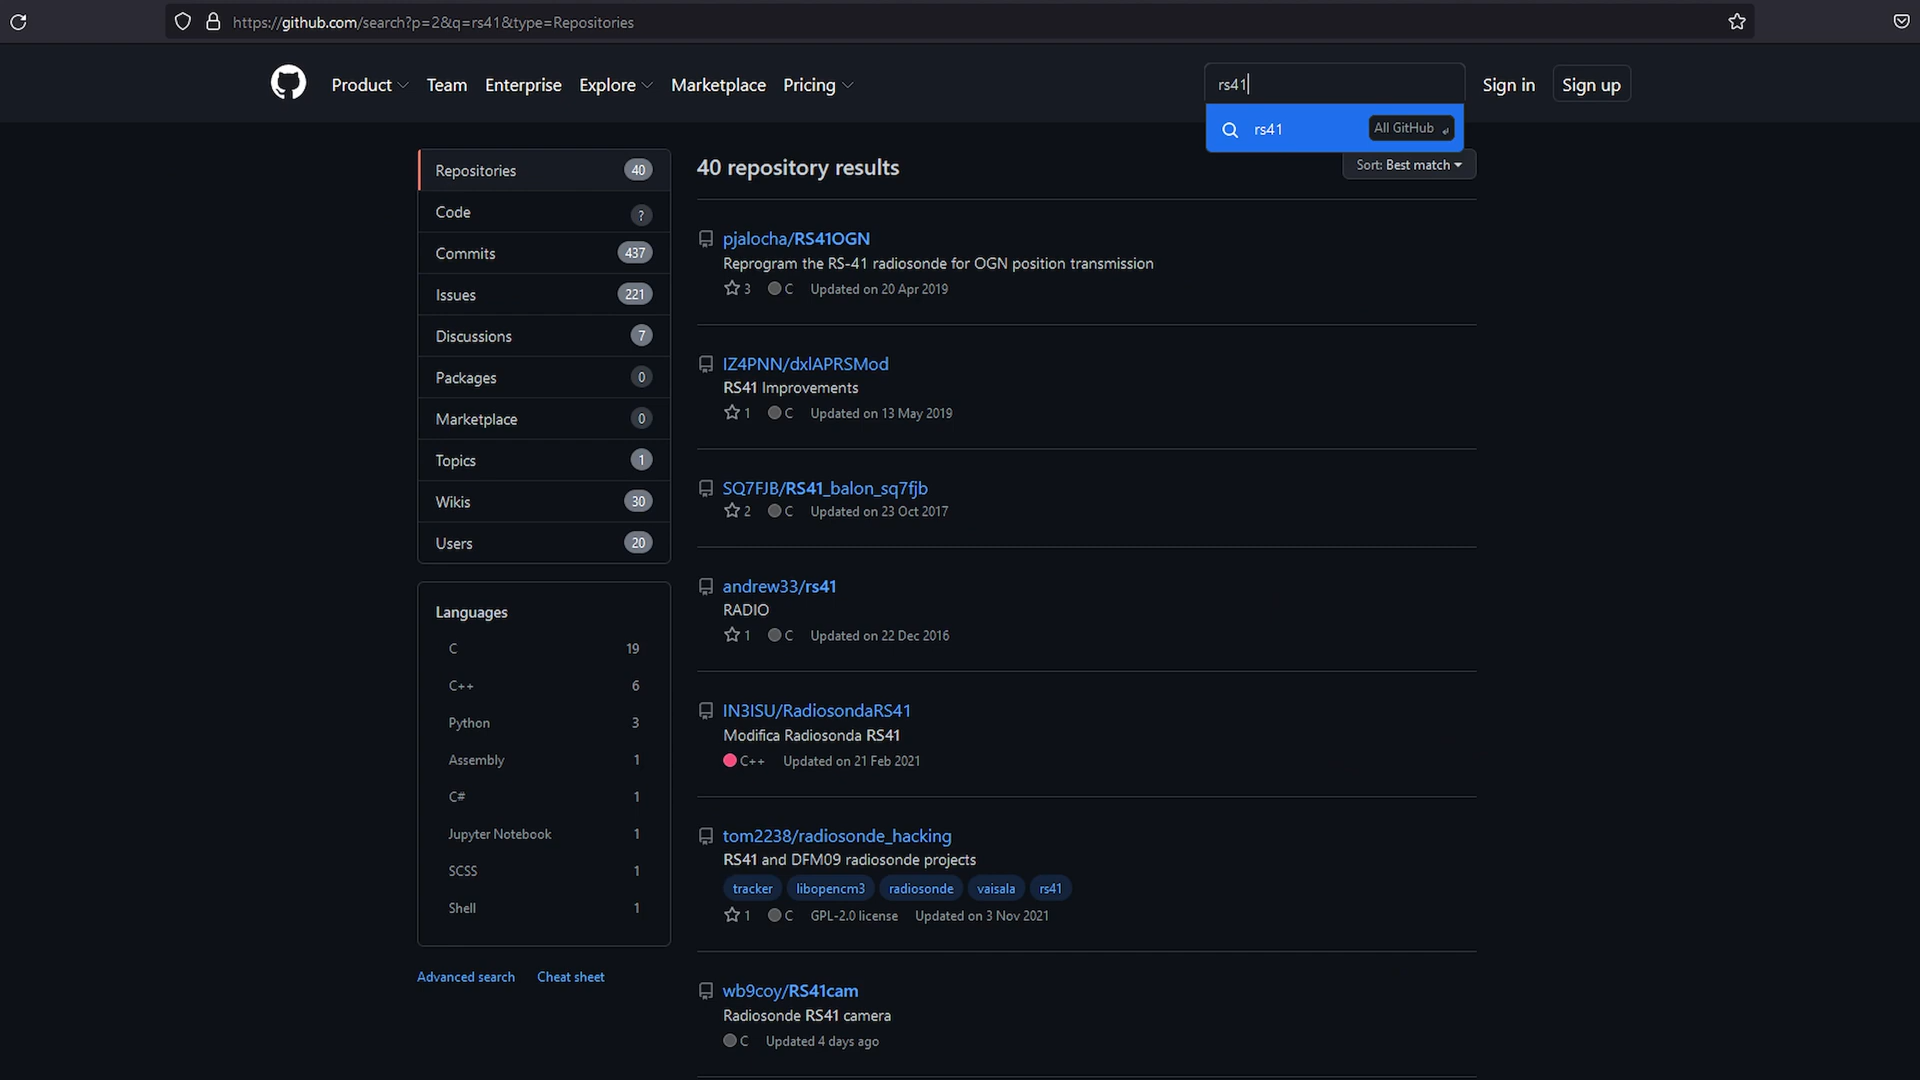 https://github.com/search?p=2&q=rs41&type=Repositories
Product Team Enterprise Explore Marketplace Pricing rs41 Sign in Sign up
rs41 All GitHub
Repositories 40
Code ?
Commits 437
Issues 221
Discussions 7
Packages 0
Marketplace 0
Topics 1
Wikis 30
Users 20
Languages
C 19
C++ 6
Python 3
Assembly 1
C# 1
Jupyter Notebook 1
SCSS 1
Shell 1
Advanced search Cheat sheet
40 repository results
Sort: Best match
pjalocha/RS41OGN
Reprogram the RS-41 radiosonde for OGN position transmission
3 C Updated on 20 Apr 2019
IZ4PNN/dxlAPRSMod
RS41 Improvements
1 C Updated on 13 May 2019
SQ7FJB/RS41_balon_sq7fjb
2 C Updated on 23 Oct 2017
andrew33/rs41
RADIO
1 C Updated on 22 Dec 2016
IN3ISU/RadiosondaRS41
Modifica Radiosonda RS41
C++ Updated on 21 Feb 2021
tom2238/radiosonde_hacking
RS41 and DFM09 radiosonde projects
tracker libopencm3 radiosonde vaisala rs41
1 C GPL-2.0 license Updated on 3 Nov 2021
wb9coy/RS41cam
Radiosonde RS41 camera
C Updated 4 days ago